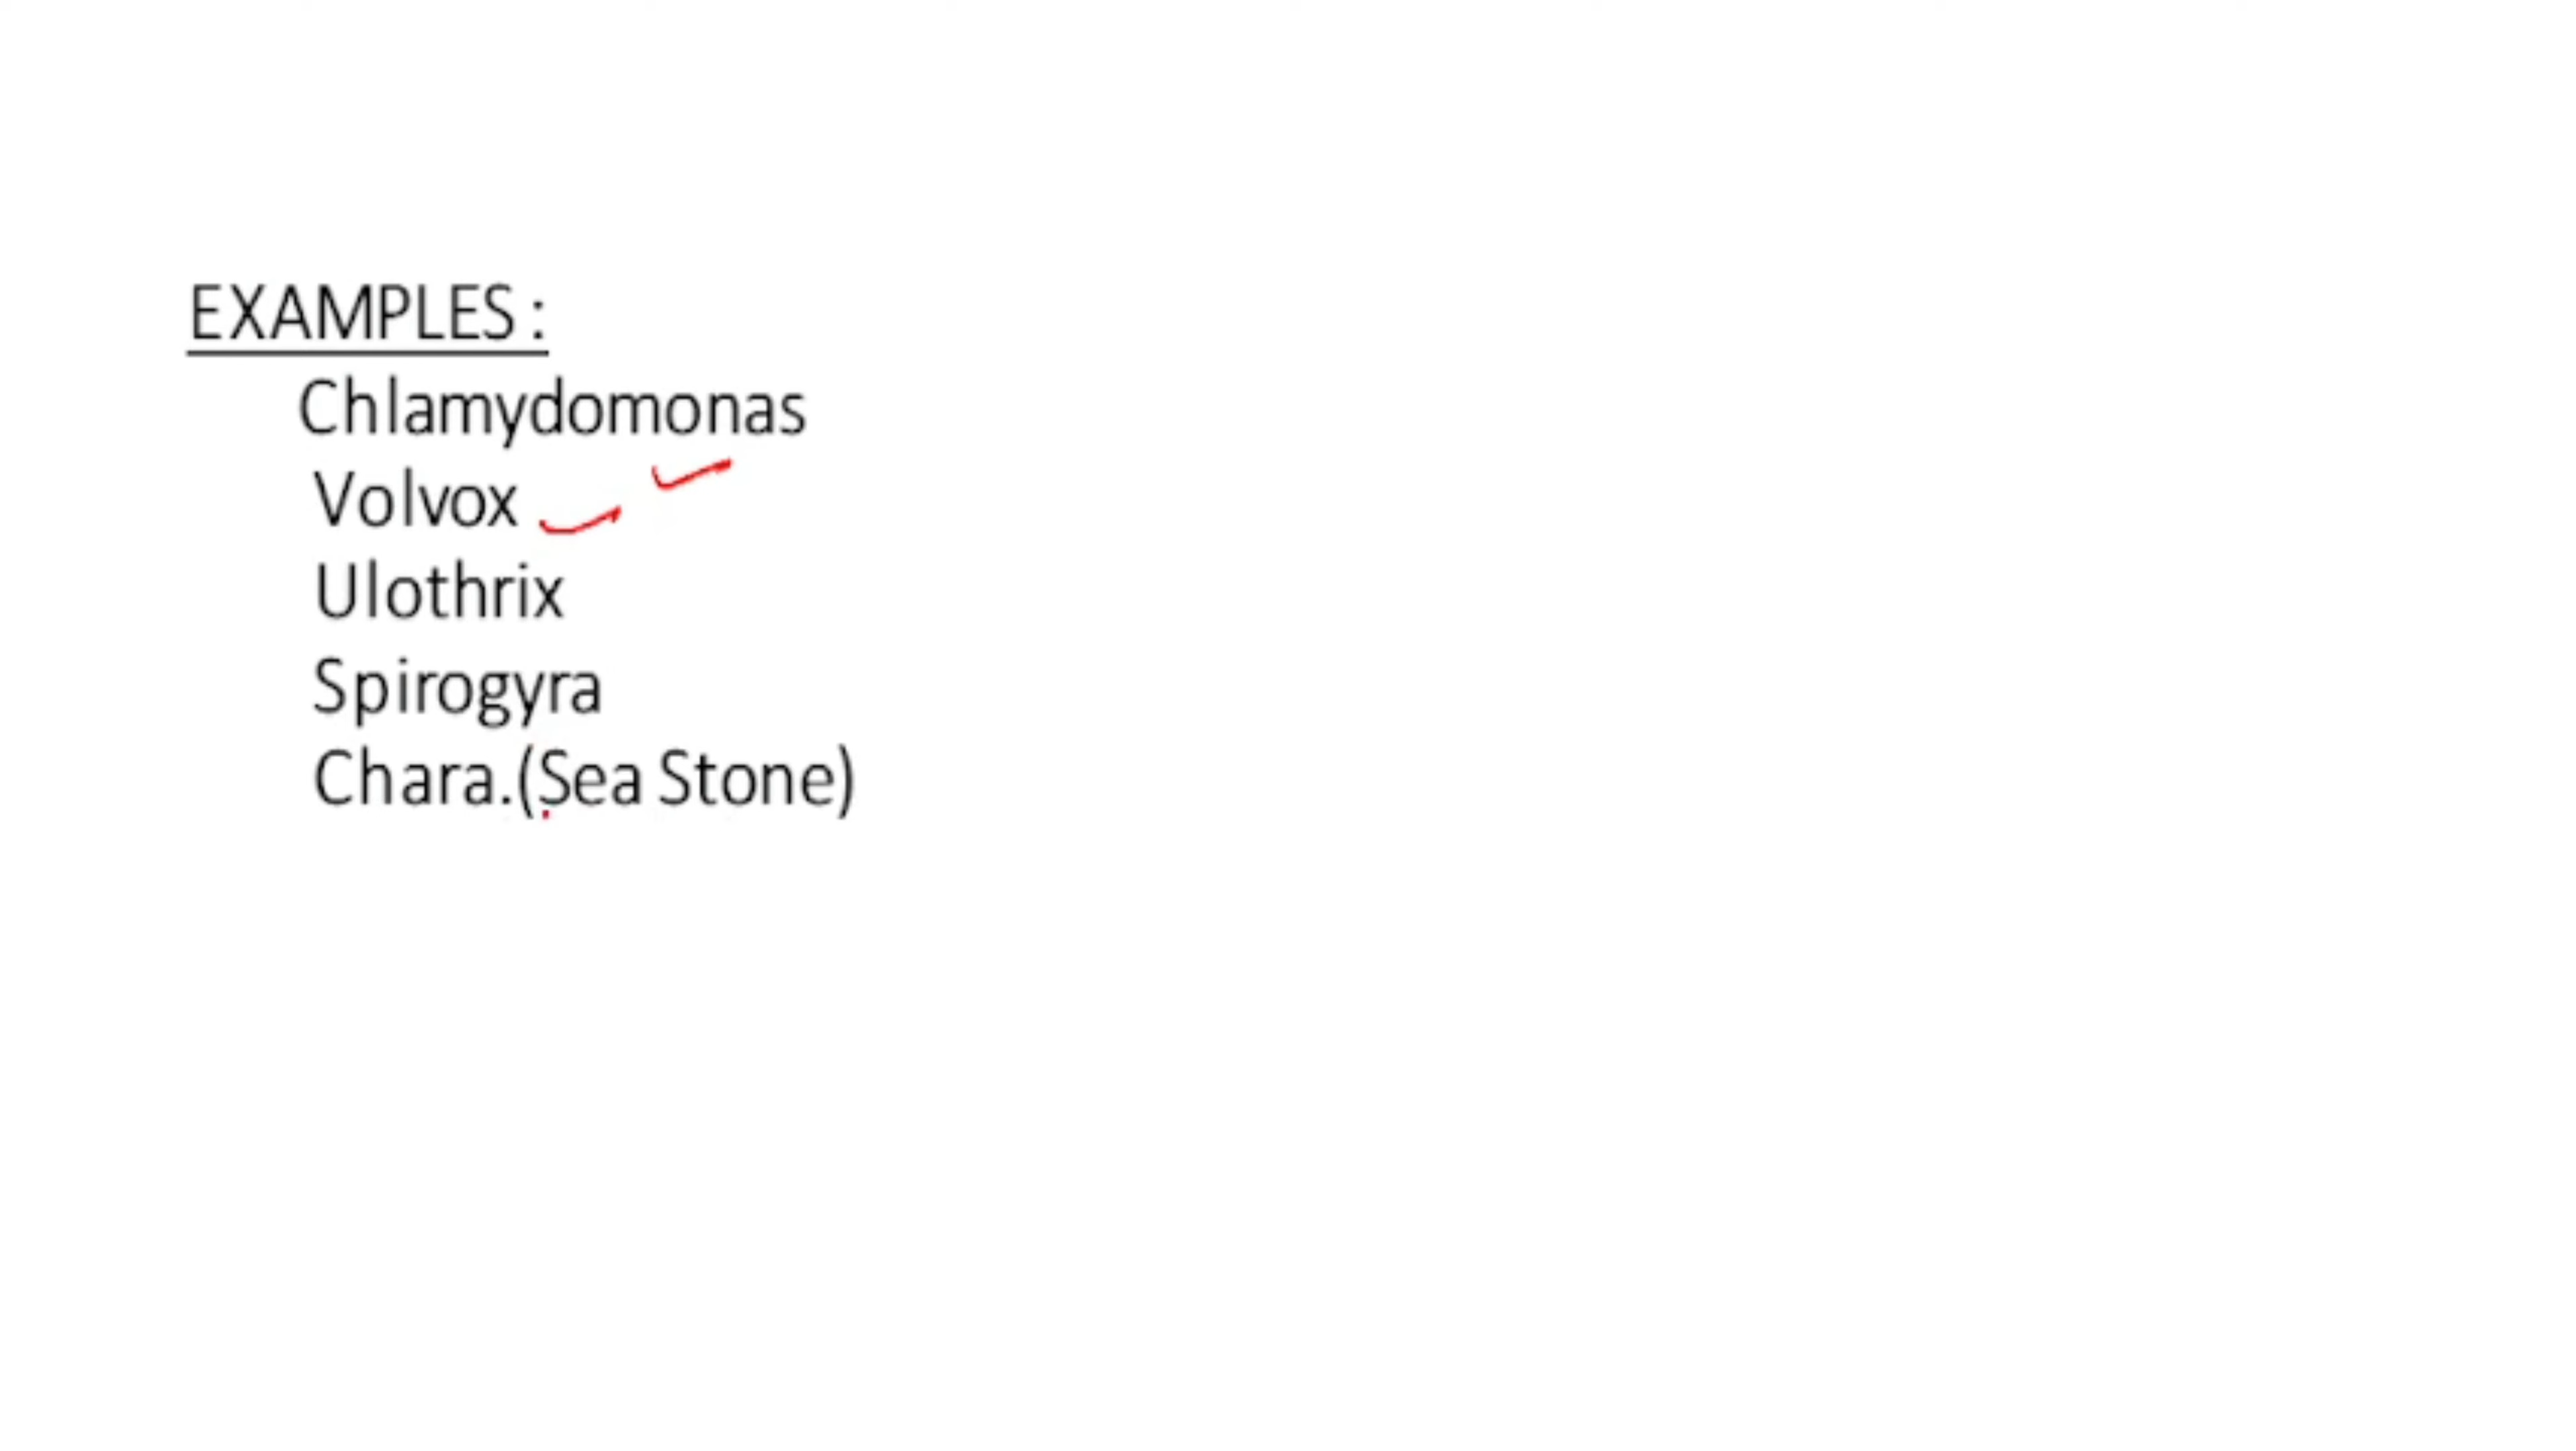 EXAMPLES :
Chlamydomonas
Volvox
Ulothrix
Spirogyra
Chara.(Sea Stone)